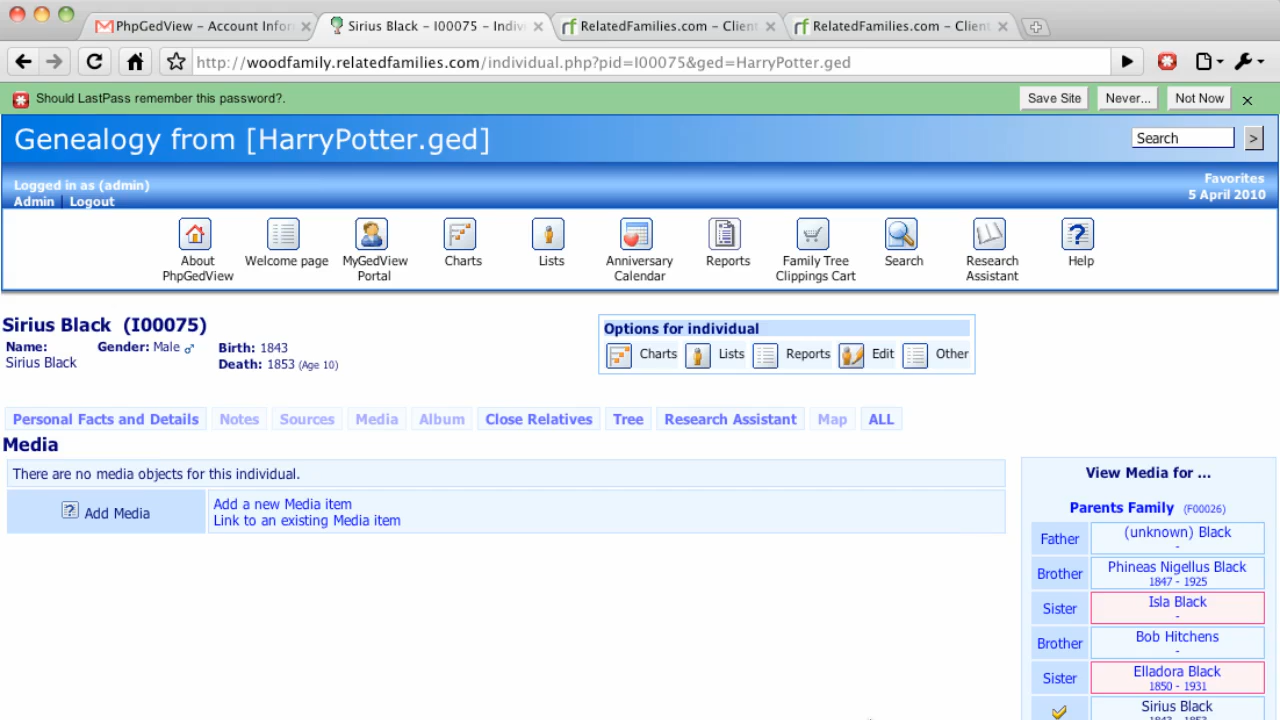 PhpGedView – Account Infor
Sirius Black – I00075 – Indiv
RelatedFamilies.com – Client
RelatedFamilies.com – Client
http://woodfamily.relatedfamilies.com/individual.php?pid=I00075&ged=HarryPotter.ged
Should LastPass remember this password?.
Save Site
Never...
Not Now
Genealogy from [HarryPotter.ged]
Search
>
Logged in as (admin)
Favorites
Admin | Logout
5 April 2010
About PhpGedView
Welcome page
MyGedView Portal
Charts
Lists
Anniversary Calendar
Reports
Family Tree Clippings Cart
Search
Research Assistant
Help
Sirius Black (I00075)
Name: Gender: Male ♂ Birth: 1843
Sirius Black Death: 1853 (Age 10)
Options for individual
Charts Lists Reports Edit Other
Personal Facts and Details Notes Sources Media Album Close Relatives Tree Research Assistant Map ALL
Media
There are no media objects for this individual.
? Add Media
Add a new Media item
Link to an existing Media item
View Media for ...
Parents Family (F00026)
Father (unknown) Black
-
Brother Phineas Nigellus Black
1847 - 1925
Sister Isla Black
-
Brother Bob Hitchens
-
Sister Elladora Black
1850 - 1931
Sirius Black
1843 - 1853